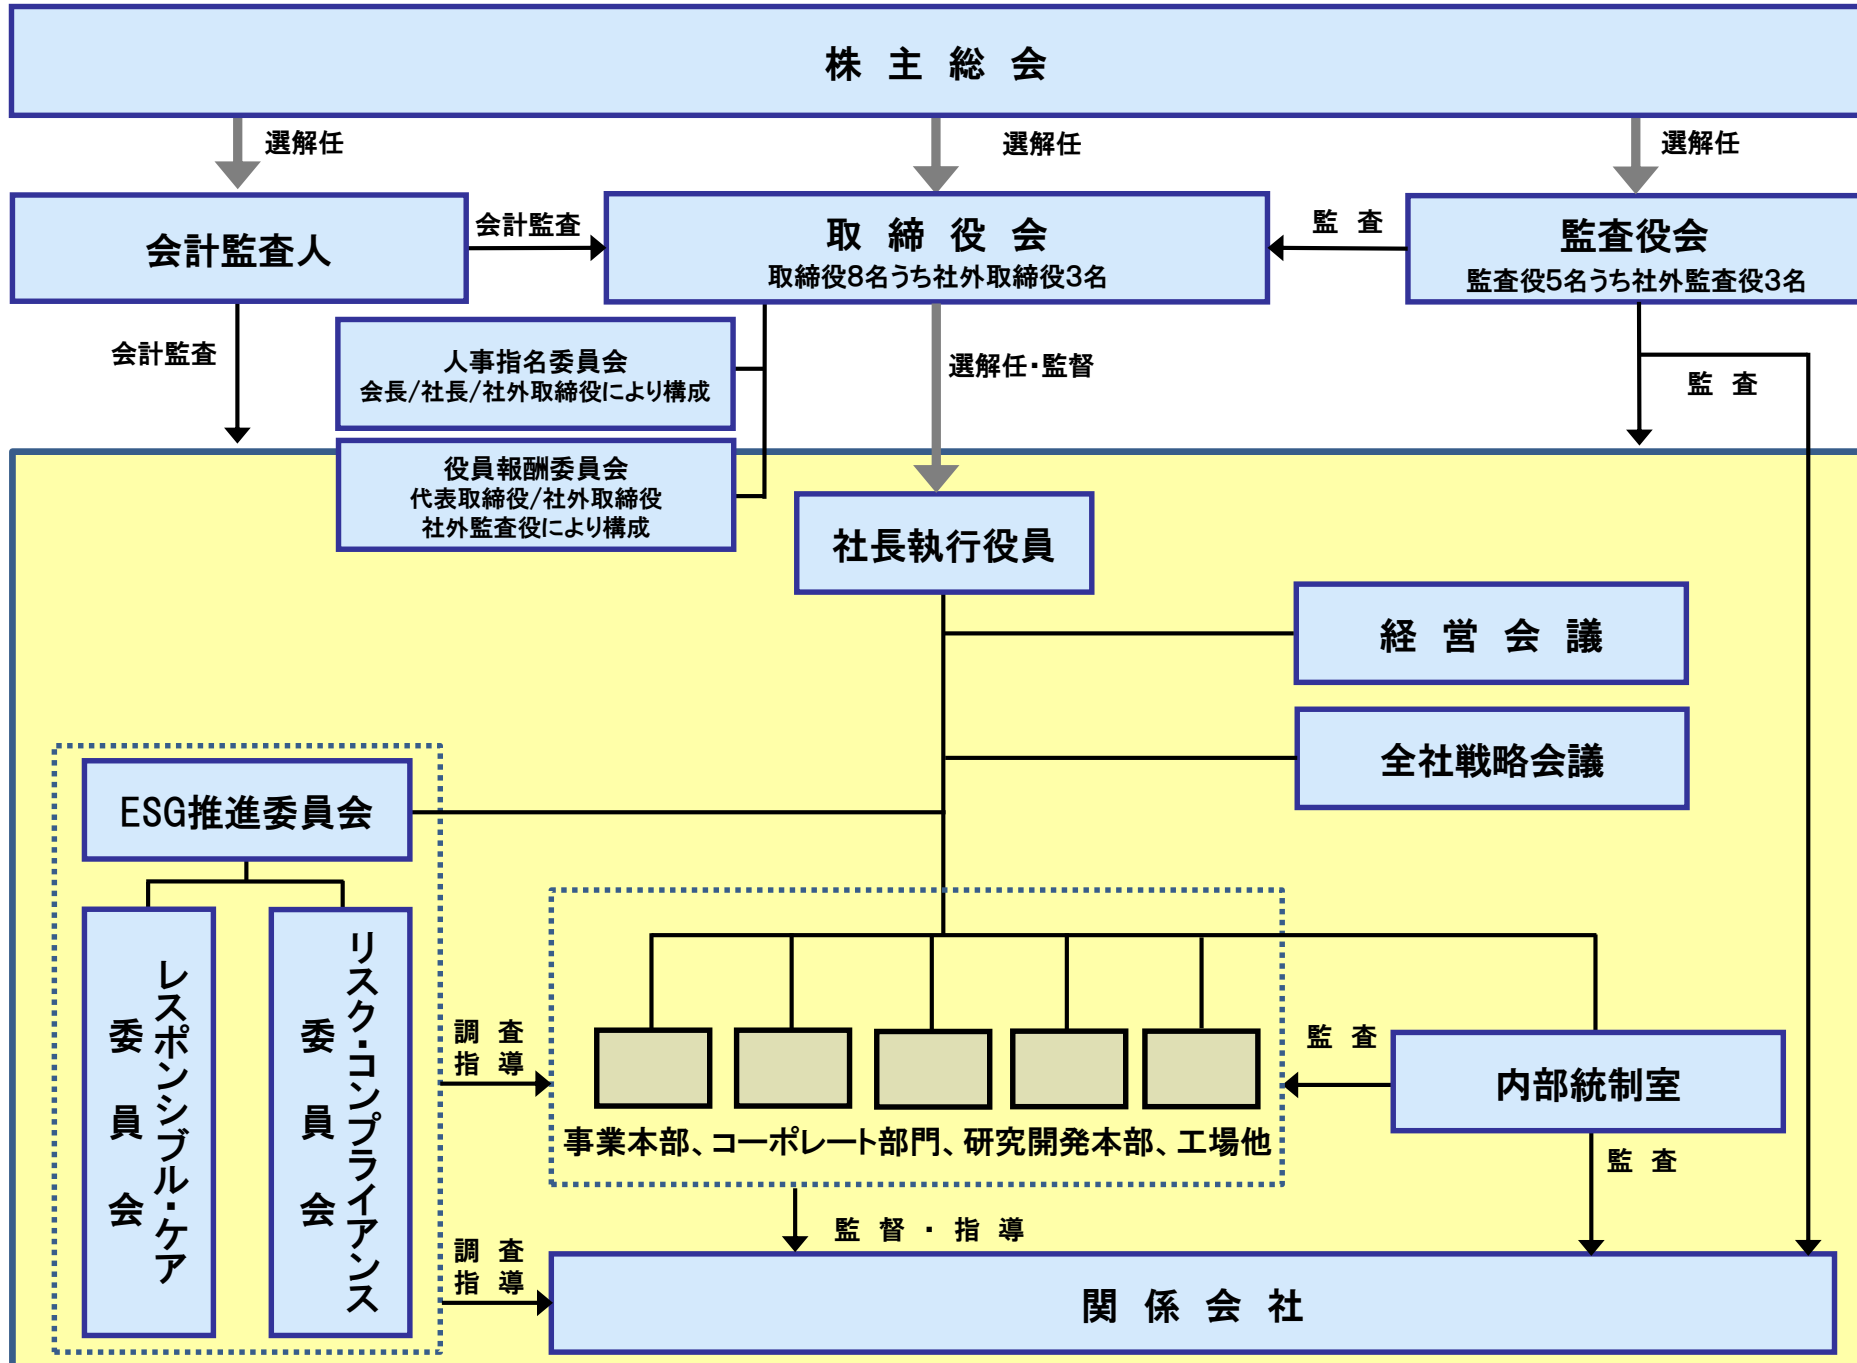 株主総会
選解任
選解任
選解任
会計監査人
会計監査
取締役会
取締役8名うち社外取締役3名
監査
監査役会
監査役5名うち社外監査役3名
会計監査
人事指名委員会
会長/社長/社外取締役により構成
選解任・監督
監査
役員報酬委員会
代表取締役/社外取締役
社外監査役により構成
社長執行役員
経営会議
全社戦略会議
ESG推進委員会
レスポンシブル・ケア
委員会
リスク・コンプライアンス
委員会
調査
指導
監査
内部統制室
事業本部、コーポレート部門、研究開発本部、工場他
監査
監督・指導
調査
指導
関係会社